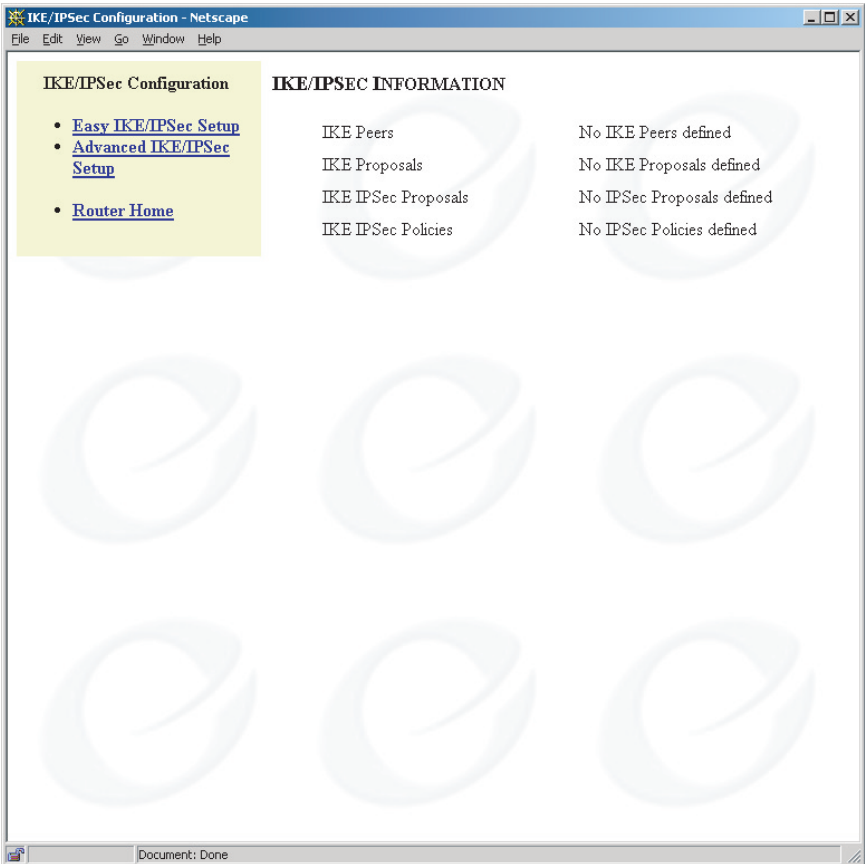 IKE/IPSec Configuration - Netscape
File Edit View Go Window Help
IKE/IPSec Configuration
Easy IKE/IPSec Setup
Advanced IKE/IPSec
Setup
Router Home
IKE/IPSEC INFORMATION
IKE Peers No IKE Peers defined
IKE Proposals No IKE Proposals defined
IKE IPSec Proposals No IPSec Proposals defined
IKE IPSec Policies No IPSec Policies defined
Document: Done